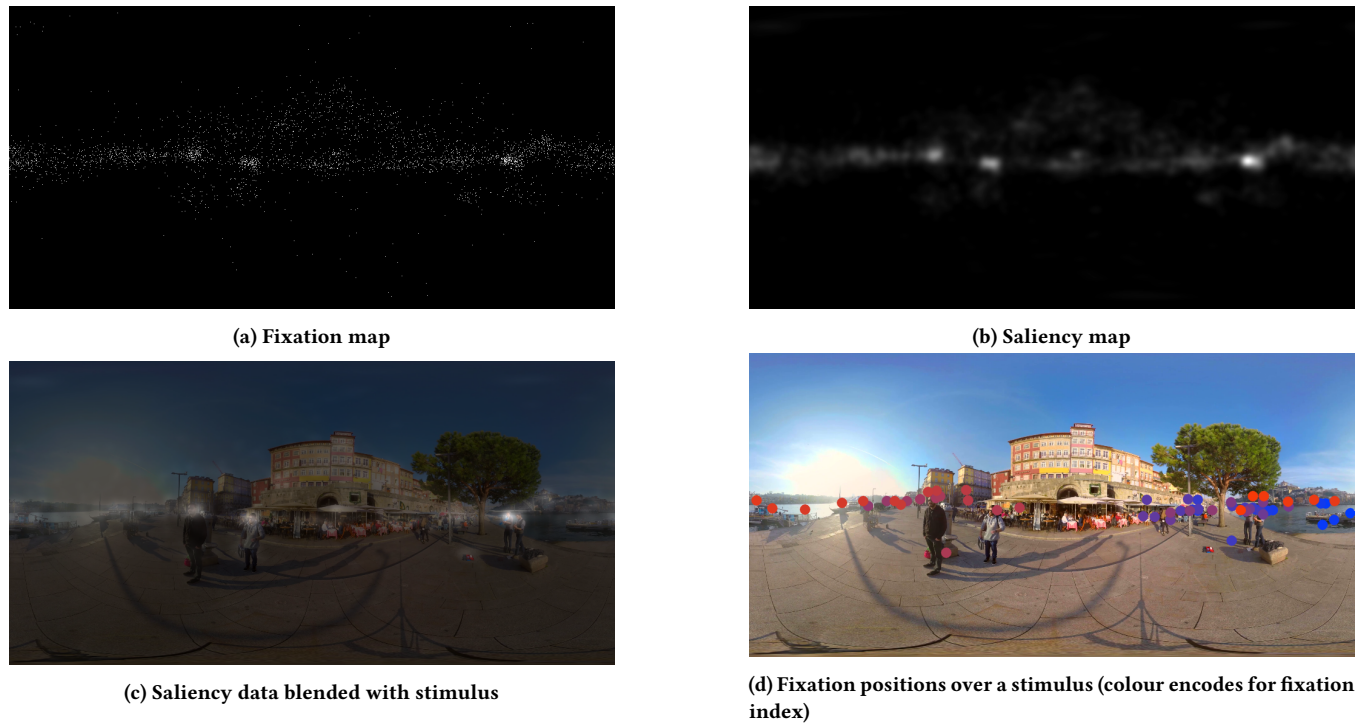 (a) Fixation map
(b) Saliency map
(c) Saliency data blended with stimulus
(d) Fixation positions over a stimulus (colour encodes for fixation
index)